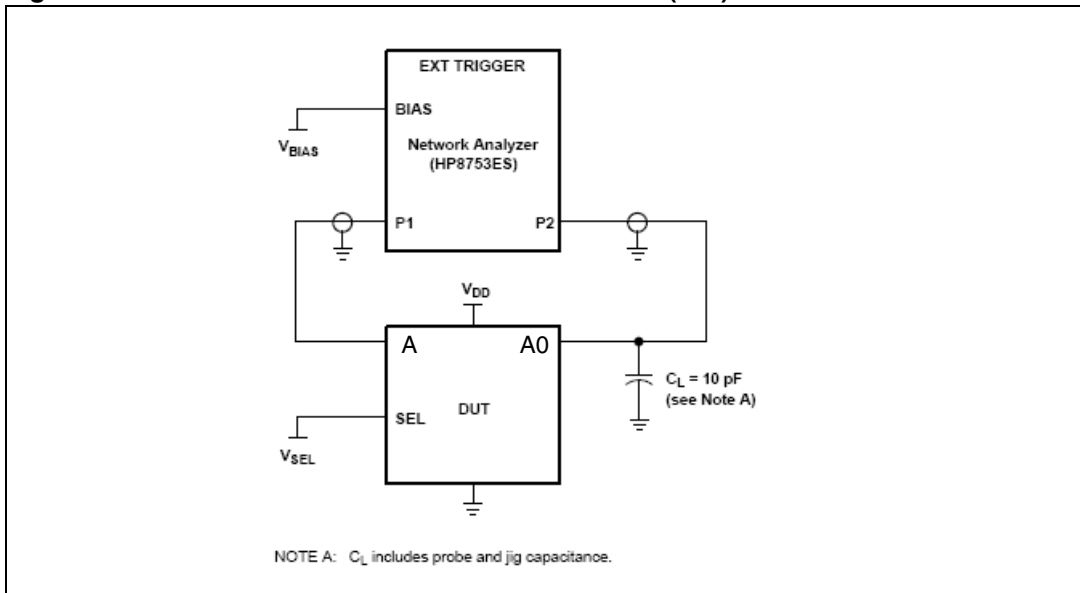 EXT TRIGGER
BIAS
VBIAS
Network Analyzer
(HP8753ES)
P1
P2
VDD
A
A0
CL = 10 pF
(see Note A)
SEL
DUT
VSEL
NOTE A: CL includes probe and jig capacitance.